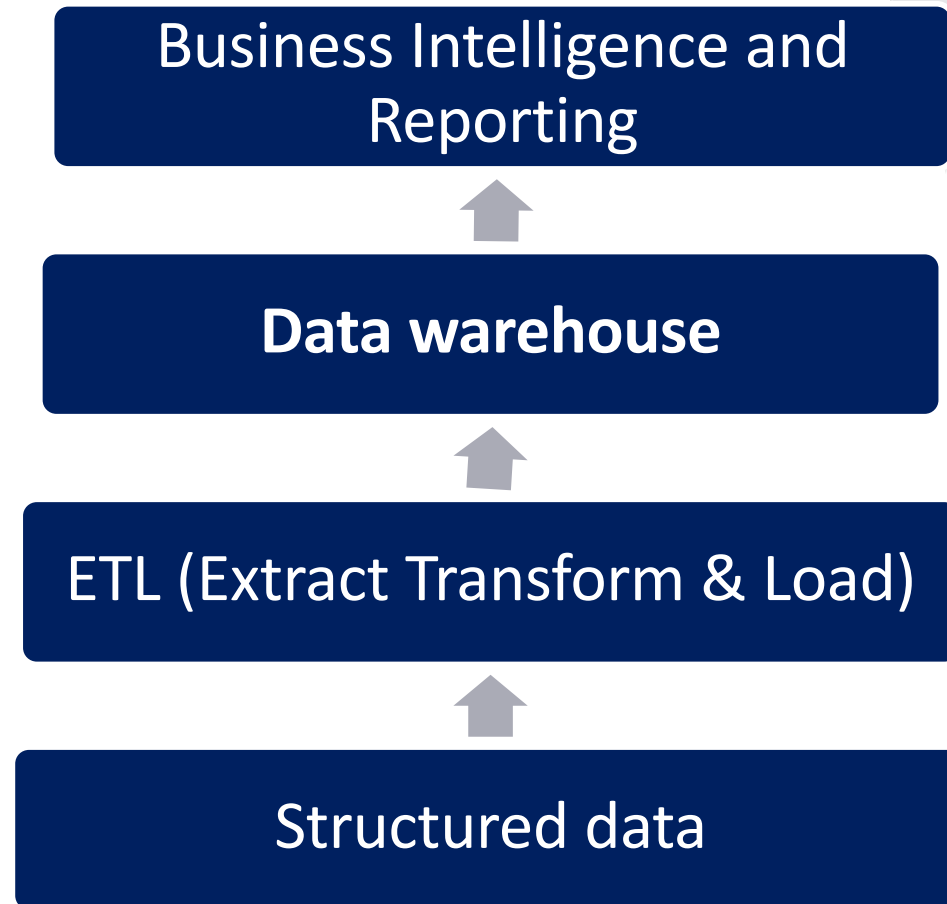 Business Intelligence and
Reporting
Data warehouse
ETL (Extract Transform & Load)
Structured data